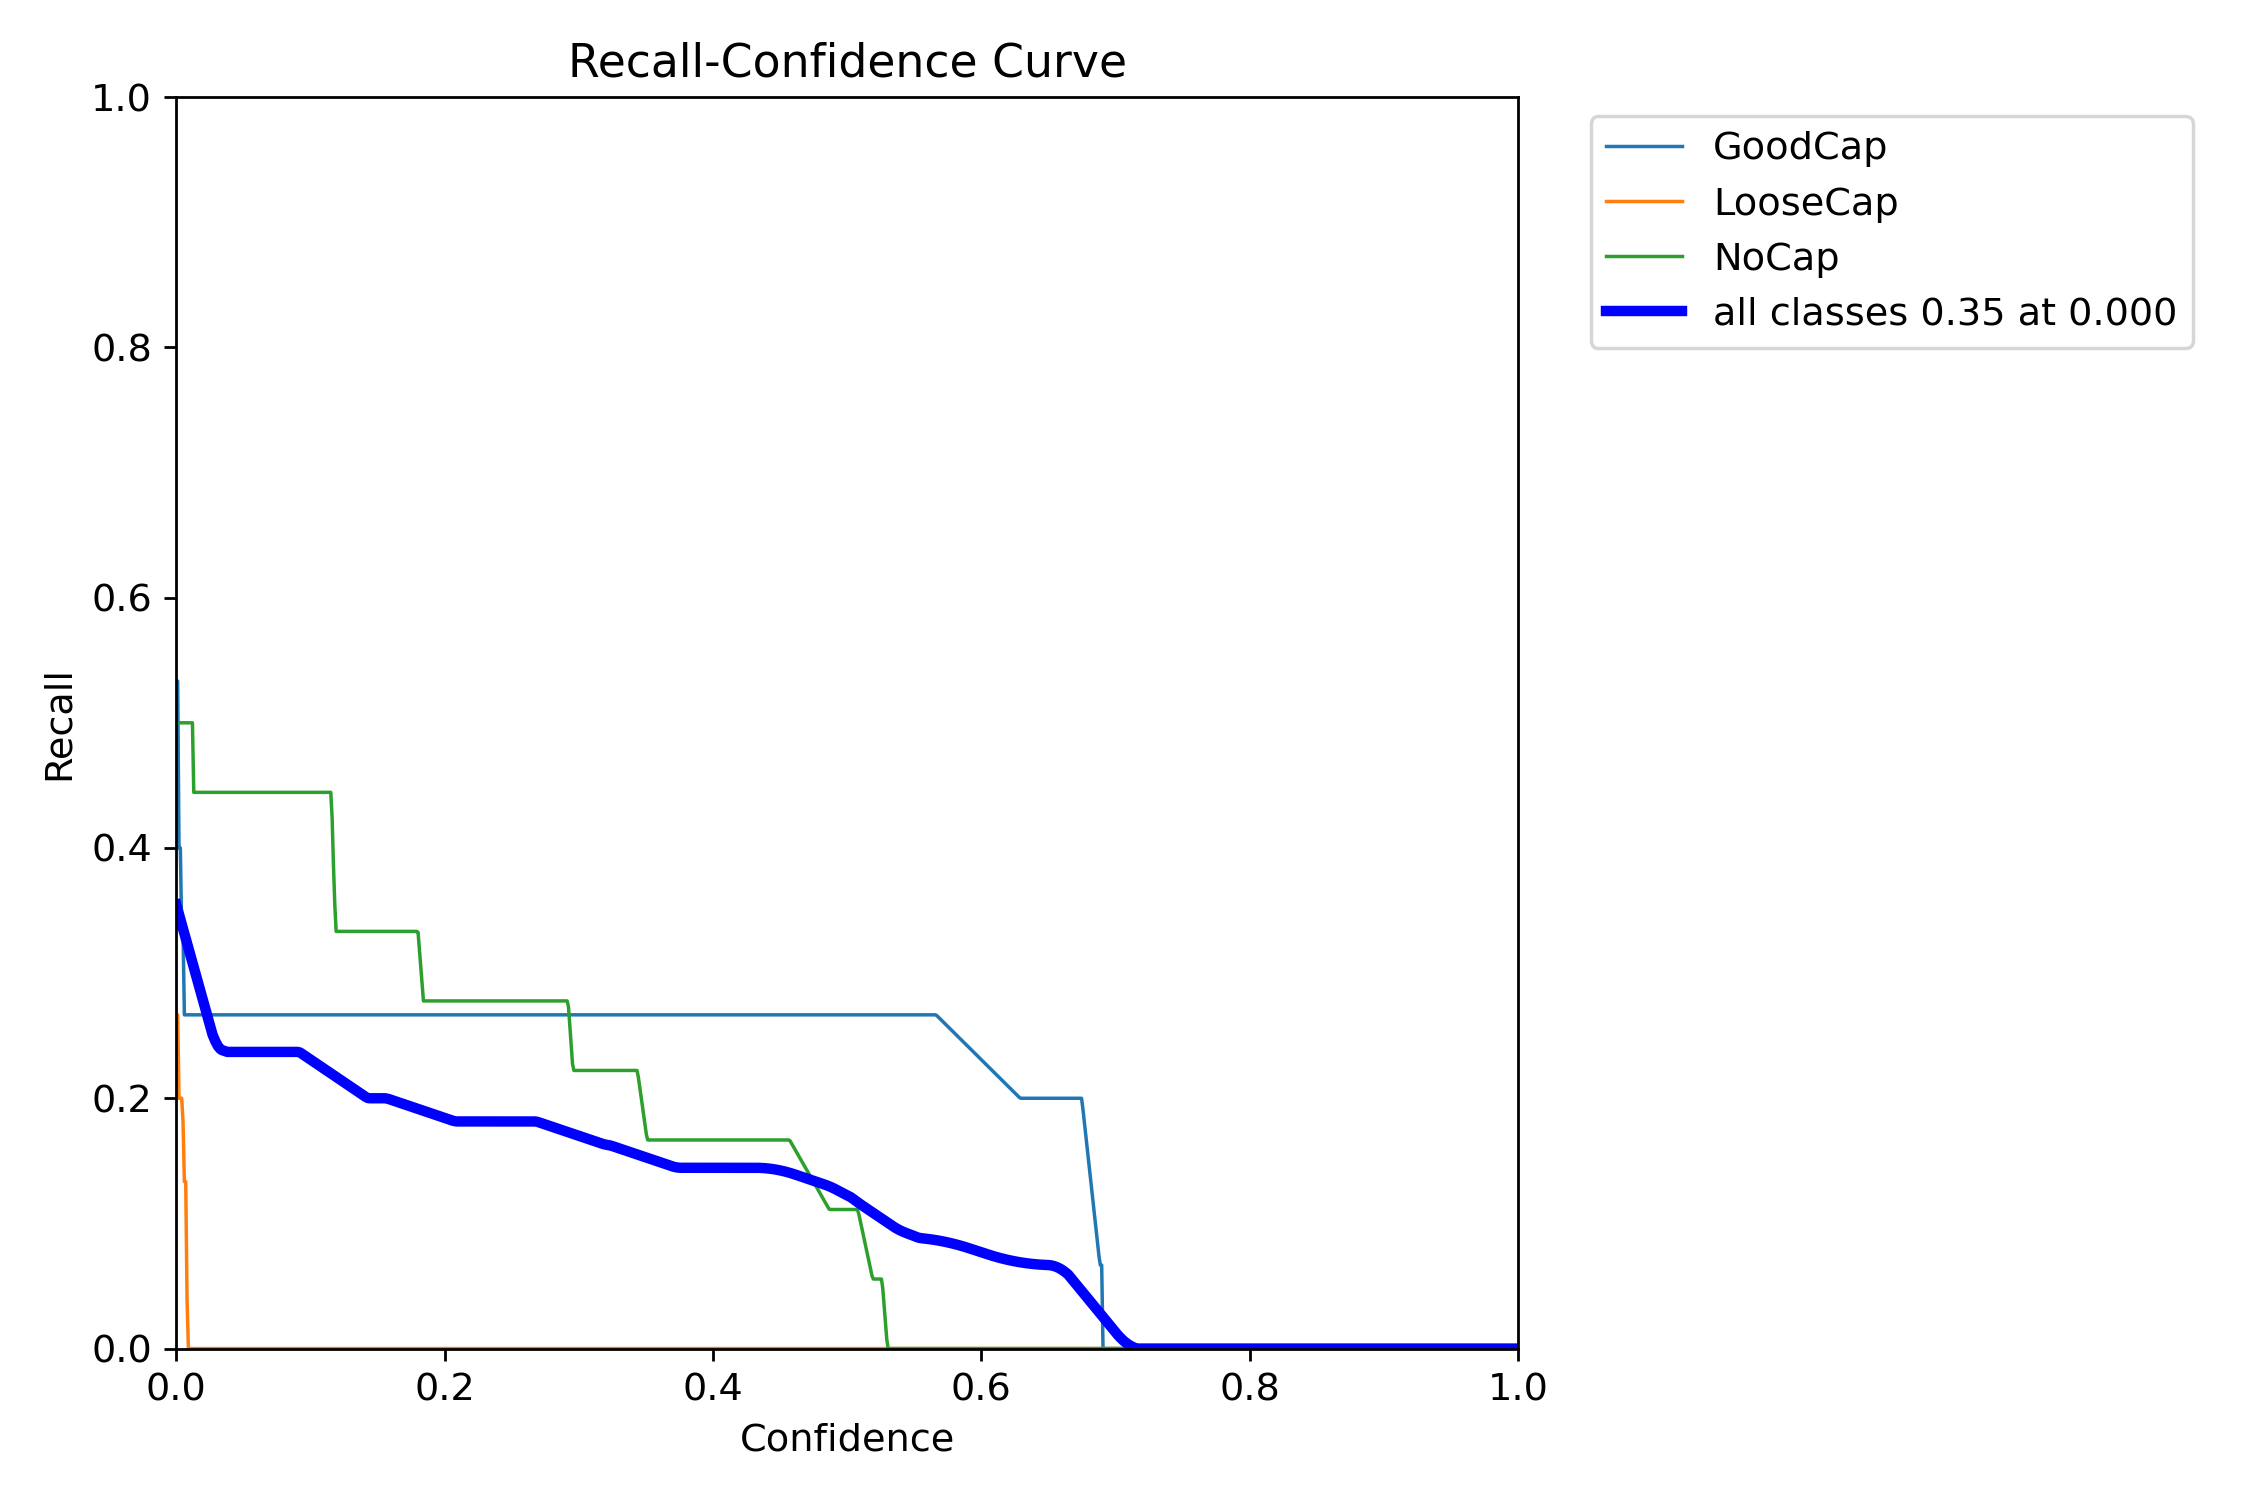 Recall-Confidence Curve
1.0
0.8
0.6
0.4
0.2
0.0
Recall
0.0 0.2 0.4 0.6 0.8 1.0
Confidence
GoodCap
LooseCap
NoCap
all classes 0.35 at 0.000